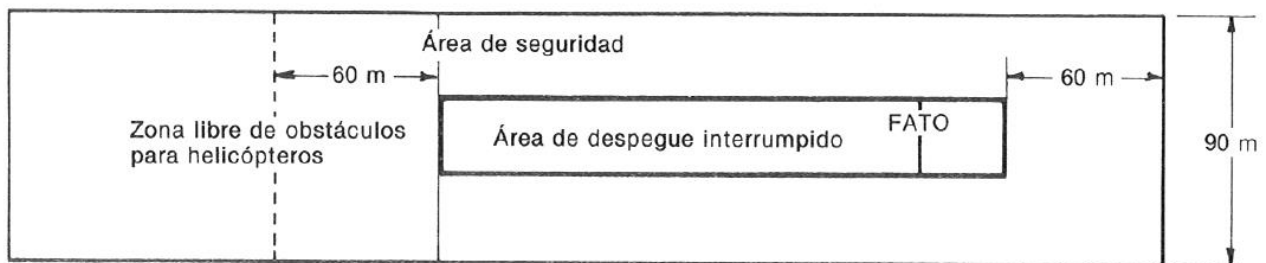 Área de seguridad
60 m
60 m
Zona libre de obstáculos
para helicópteros
Área de despegue interrumpido
FATO
90 m